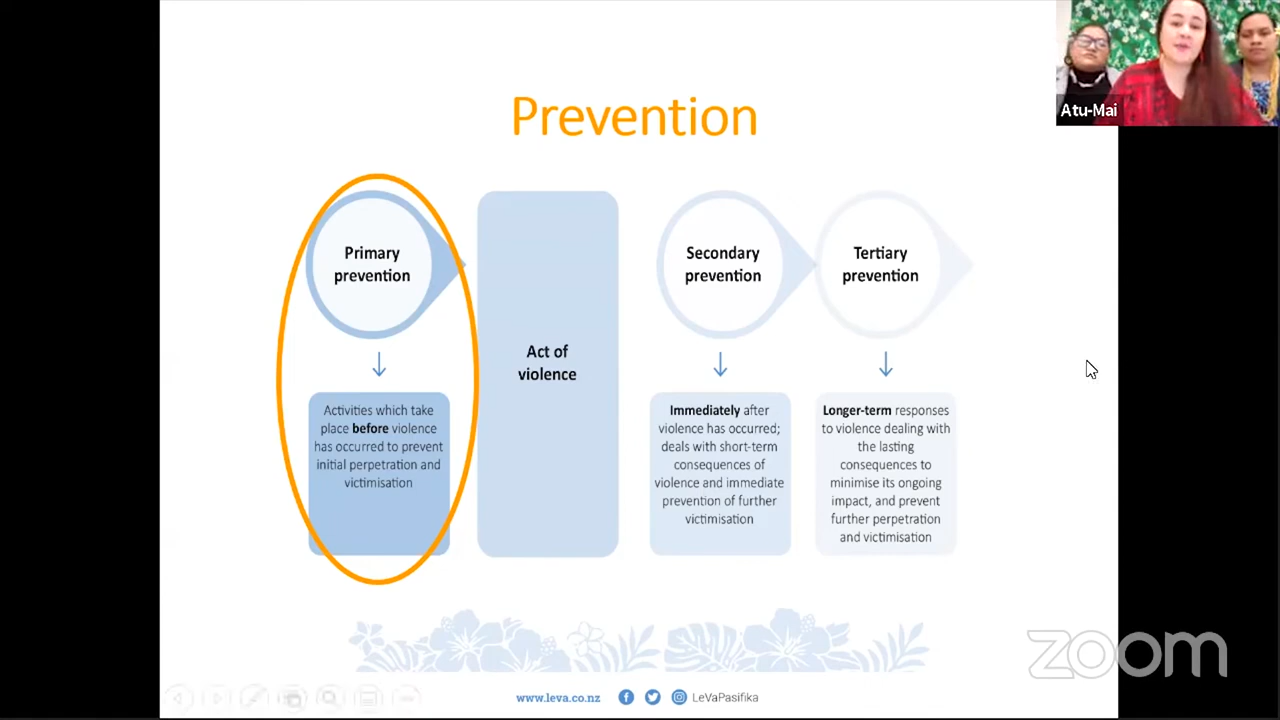 Atu-Mai
Prevention
Primary
prevention
Activities which take
place before violence
has occurred to prevent
initial perpetration and
victimisation
Act of
violence
Secondary
prevention
Immediately after
violence has occurred;
deals with short-term
consequences of
violence and immediate
prevention of further
victimisation
Tertiary
prevention
Longer-term responses
to violence dealing with
the lasting
consequences to
minimise its ongoing
impact, and prevent
further perpetration
and victimisation
zoom
www.leva.co.nz LeVaPasifika